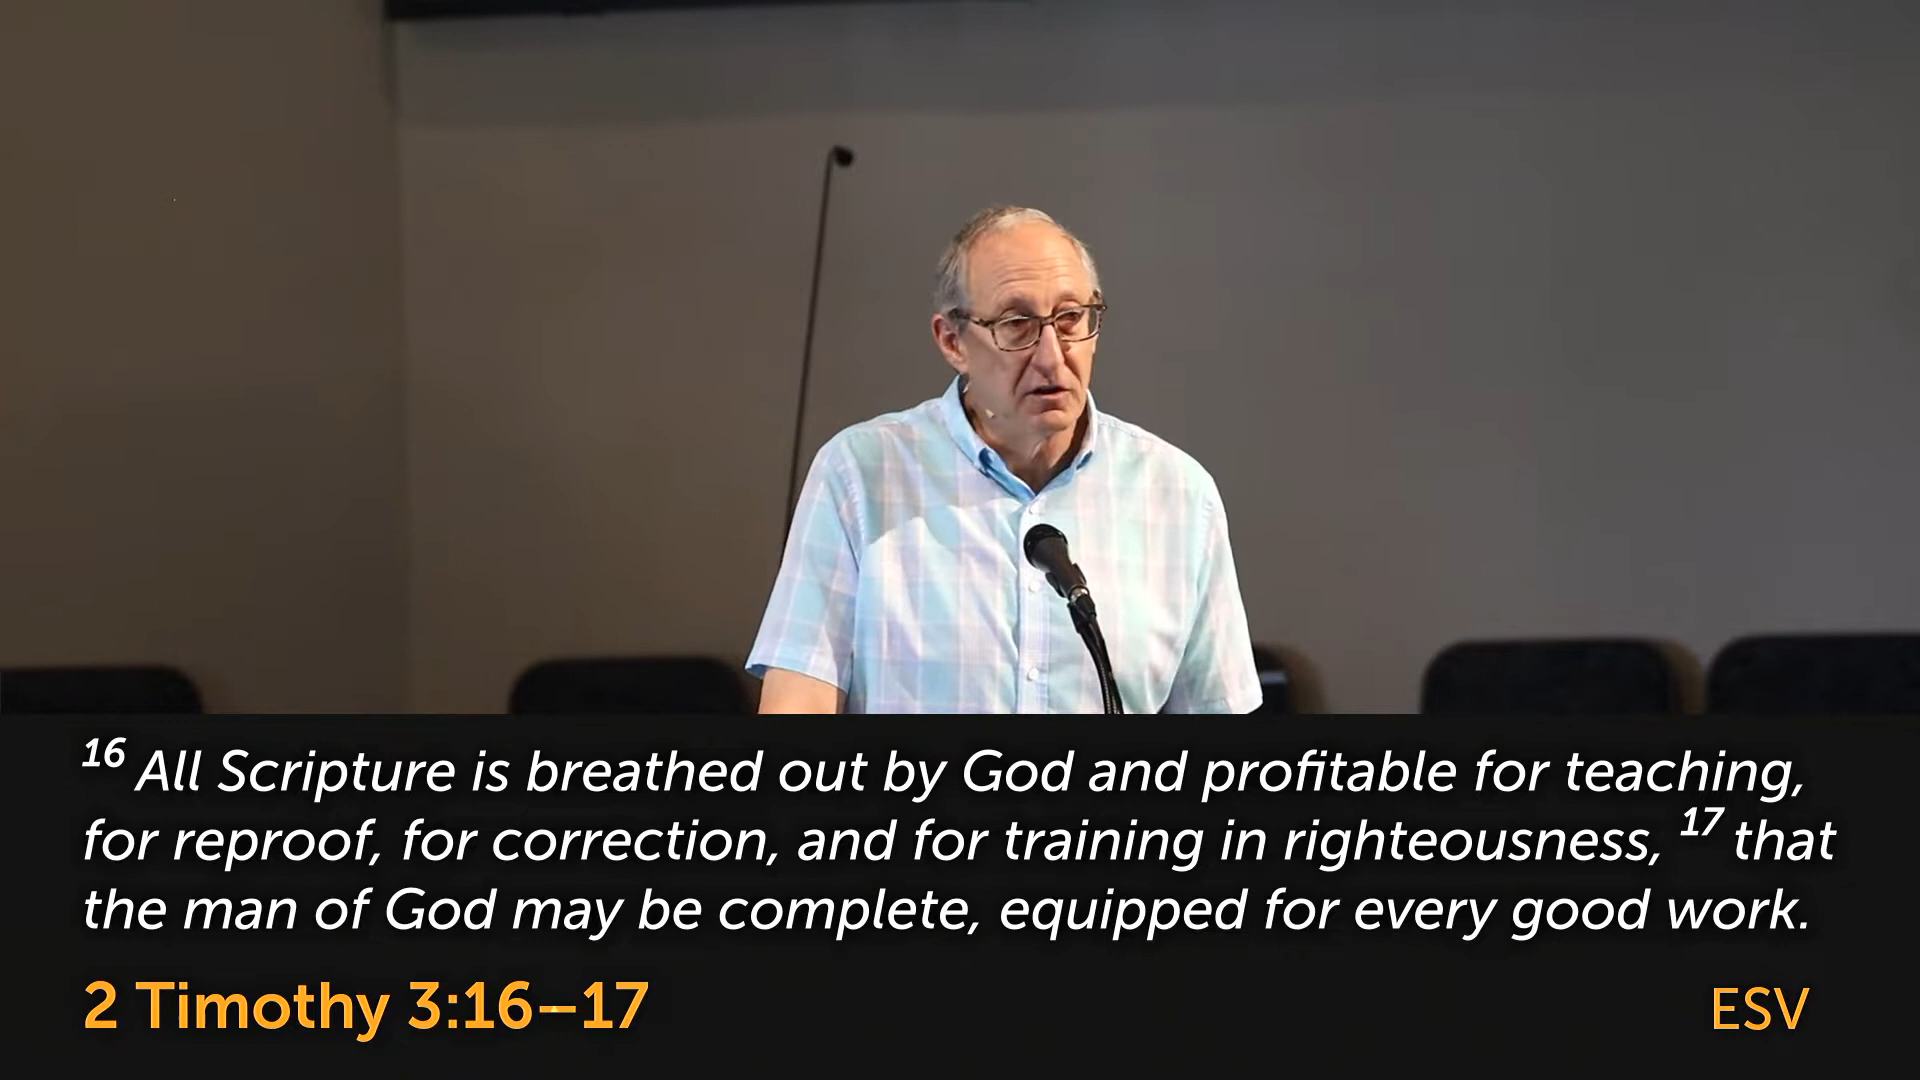 16 All Scripture is breathed out by God and profitable for teaching,
for reproof, for correction, and for training in righteousness, 17 that
the man of God may be complete, equipped for every good work.
2 Timothy 3:16–17
ESV